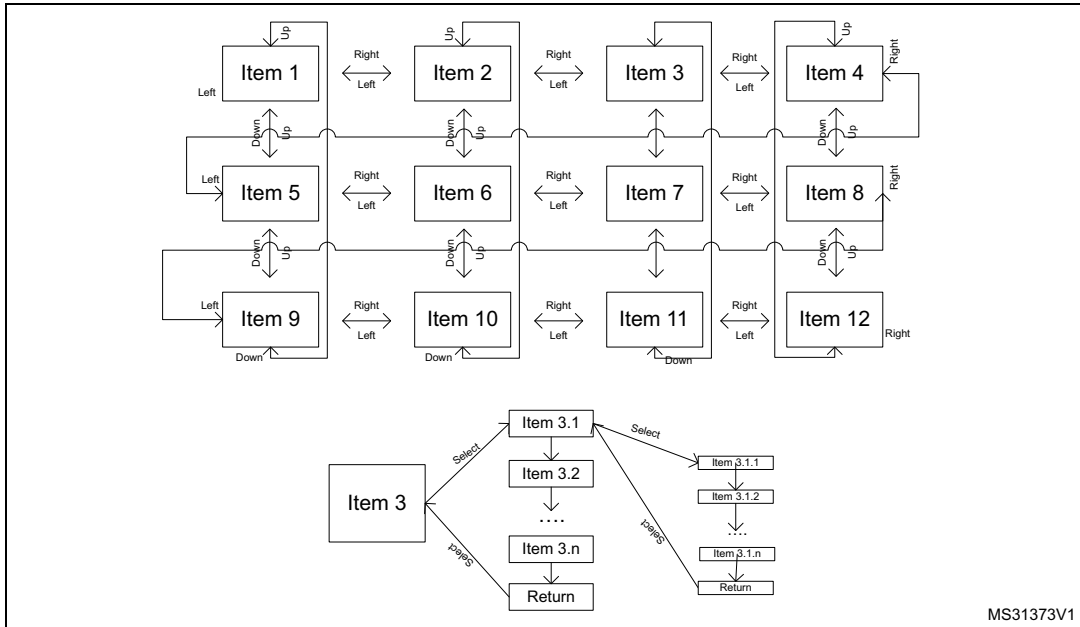 Up
Up
Up
Item 1
Right
Left
Item 2
Right
Left
Item 3
Right
Left
Item 4
Right
Left
Down
Up
Down
Up
Down
Up
Left
Item 5
Right
Left
Item 6
Right
Left
Item 7
Right
Left
Item 8
Right
Down
Up
Down
Up
Down
Up
Left
Item 9
Right
Left
Item 10
Right
Left
Item 11
Right
Left
Item 12
Right
Down
Down
Down
Item 3
Select
Select
Item 3.1
Item 3.2
....
Item 3.n
Return
Select
Select
Item 3.1.1
Item 3.1.2
....
Item 3.1.n
Return
MS31373V1